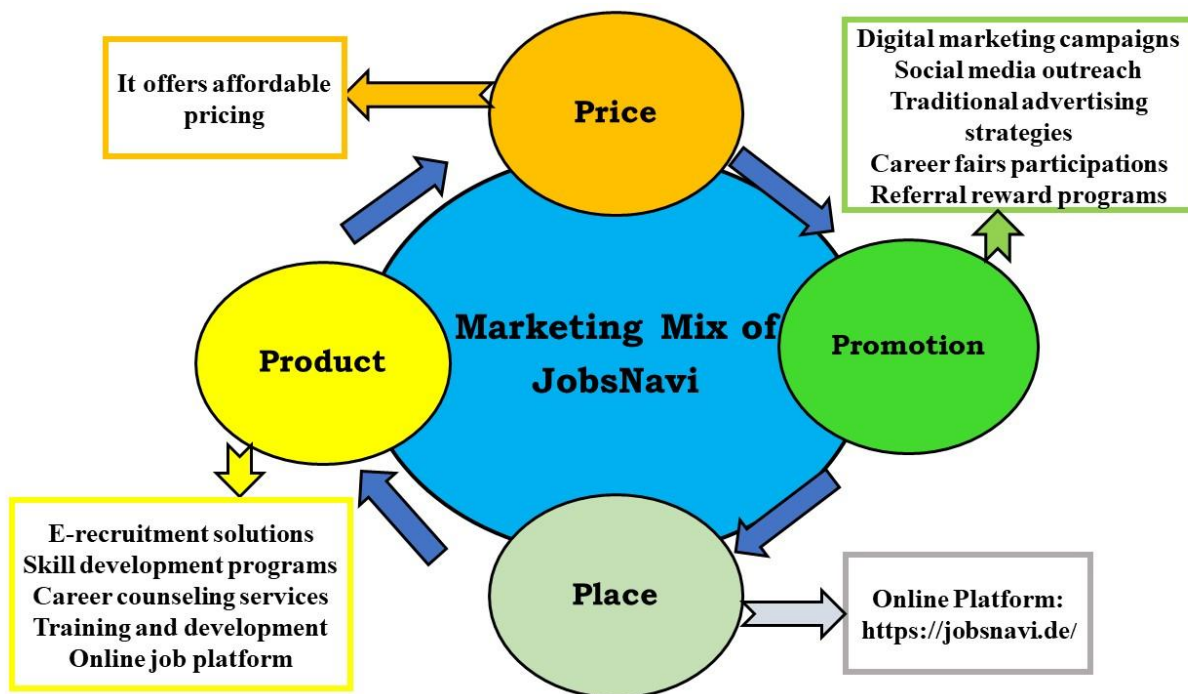 It offers affordable
pricing
Price
Digital marketing campaigns
Social media outreach
Traditional advertising
strategies
Career fairs participations
Referral reward programs
Marketing Mix of
JobsNavi
Product
Promotion
E-recruitment solutions
Skill development programs
Career counseling services
Training and development
Online job platform
Place
Online Platform:
https://jobsnavi.de/